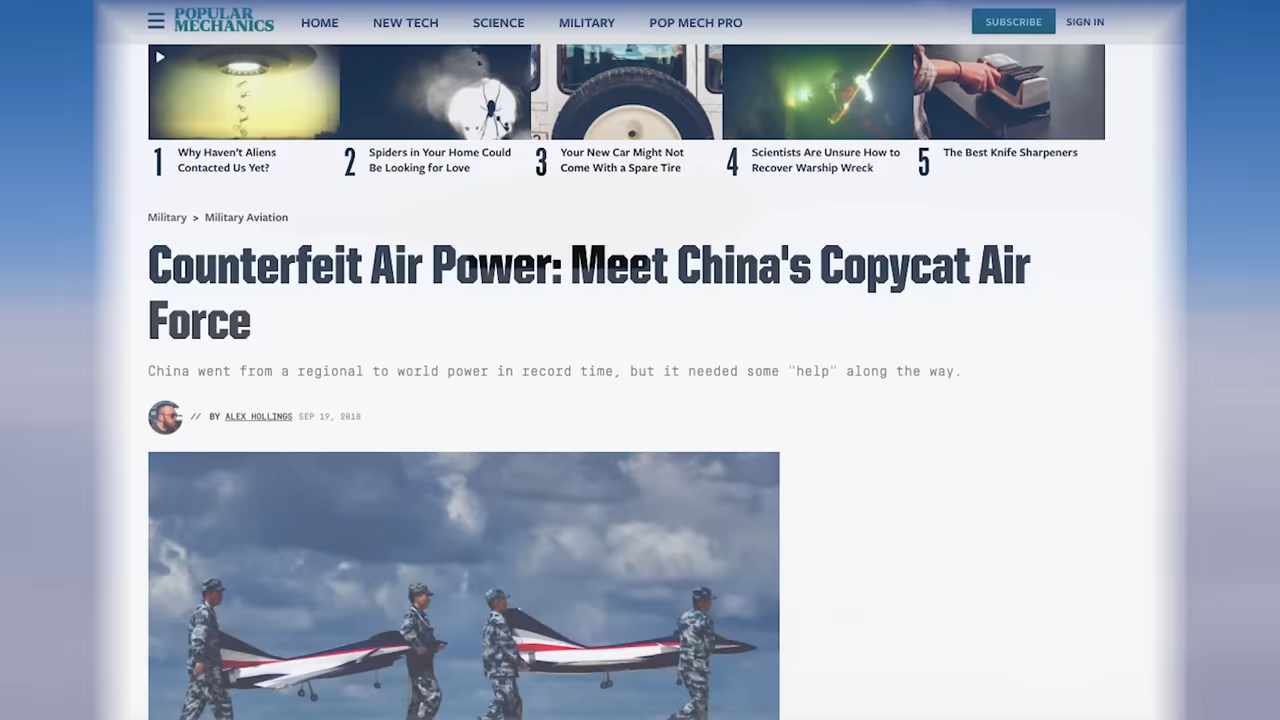 POPULAR
MECHANICS
HOME NEW TECH SCIENCE MILITARY POP MECH PRO SUBSCRIBE SIGN IN
1 Why Haven't Aliens
Contacted Us Yet?
2 Spiders in Your Home Could
Be Looking for Love
3 Your New Car Might Not
Come With a Spare Tire
4 Scientists Are Unsure How to
Recover Warship Wreck
5 The Best Knife Sharpeners
Military > Military Aviation
Counterfeit Air Power: Meet China's Copycat Air
Force
China went from a regional to world power in record time, but it needed some "help" along the way.
// BY ALEX HOLLINGS SEP 19, 2018